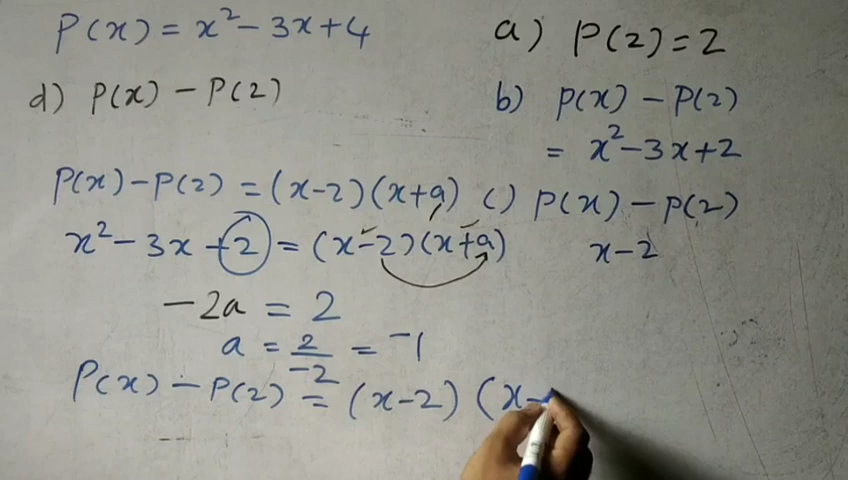 P(x) = x² - 3x + 4
a) P(2) = 2
d) P(x) - P(2)
b) P(x) - P(2)
= x² - 3x + 2
P(x) - P(2) = (x-2)(x+a)
c) P(x) - P(2)
x² - 3x + 2 = (x-2)(x+a)
x-2
-2a = 2
a = 2/-2 = -1
P(x) - P(2) = (x-2) (x-